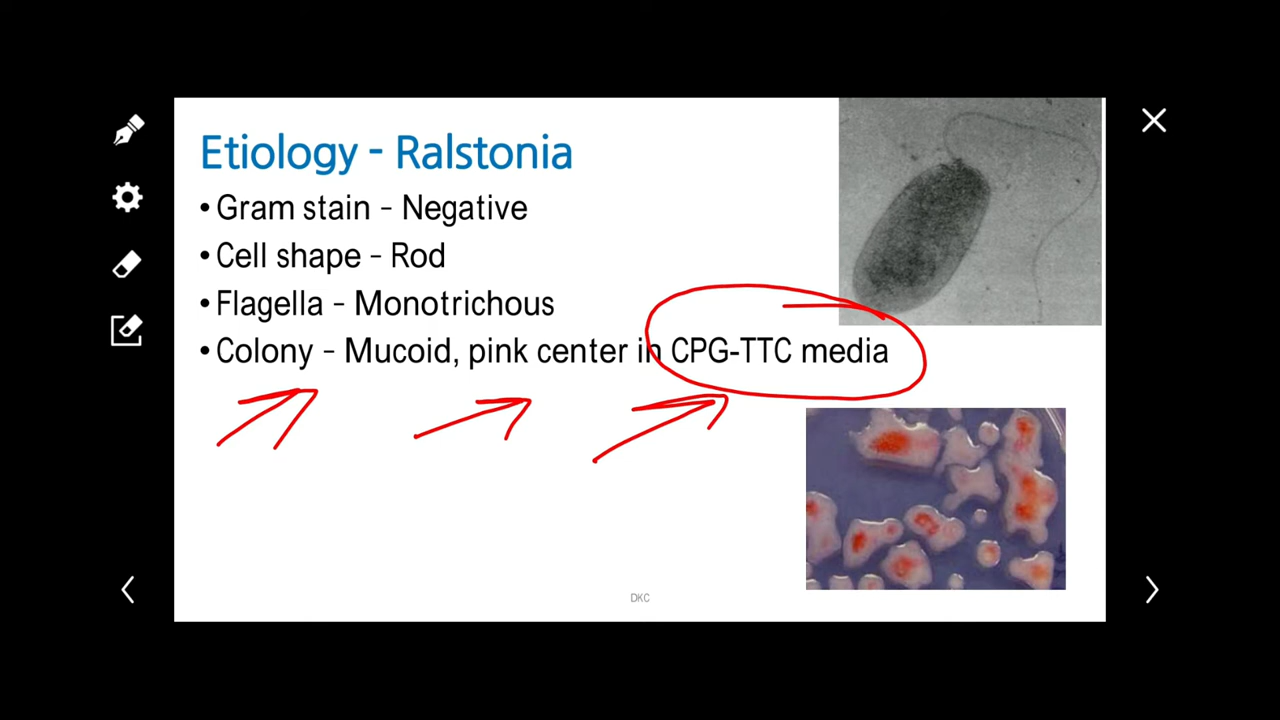 Etiology - Ralstonia
• Gram stain - Negative
• Cell shape - Rod
• Flagella - Monotrichous
• Colony - Mucoid, pink center in CPG-TTC media
DKC